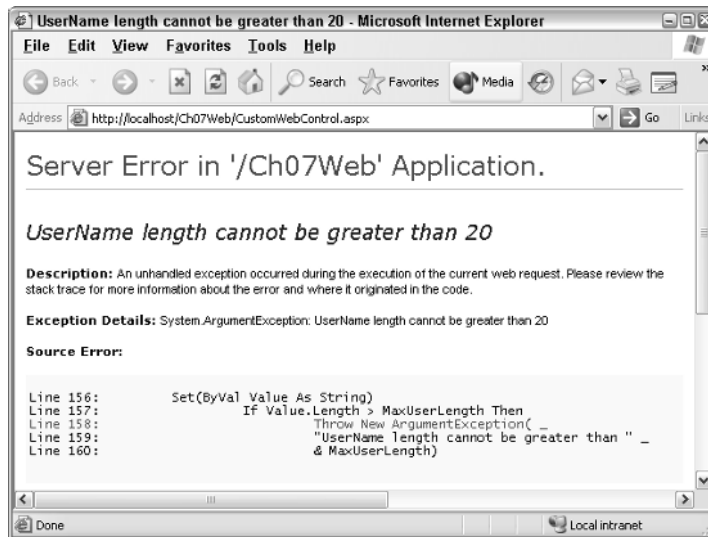 UserName length cannot be greater than 20 - Microsoft Internet Explorer
File Edit View Favorites Tools Help
Back Search Favorites Media
Address http://localhost/Ch07Web/CustomWebControl.aspx Go Links
Server Error in '/Ch07Web' Application.
UserName length cannot be greater than 20
Description: An unhandled exception occurred during the execution of the current web request. Please review the
stack trace for more information about the error and where it originated in the code.
Exception Details: System.ArgumentException: UserName length cannot be greater than 20
Source Error:
Line 156: Set(ByVal Value As String)
Line 157: If Value.Length > MaxUserLength Then
Line 158: Throw New ArgumentException( _
Line 159: "UserName length cannot be greater than " _
Line 160: & MaxUserLength)
Done Local intranet